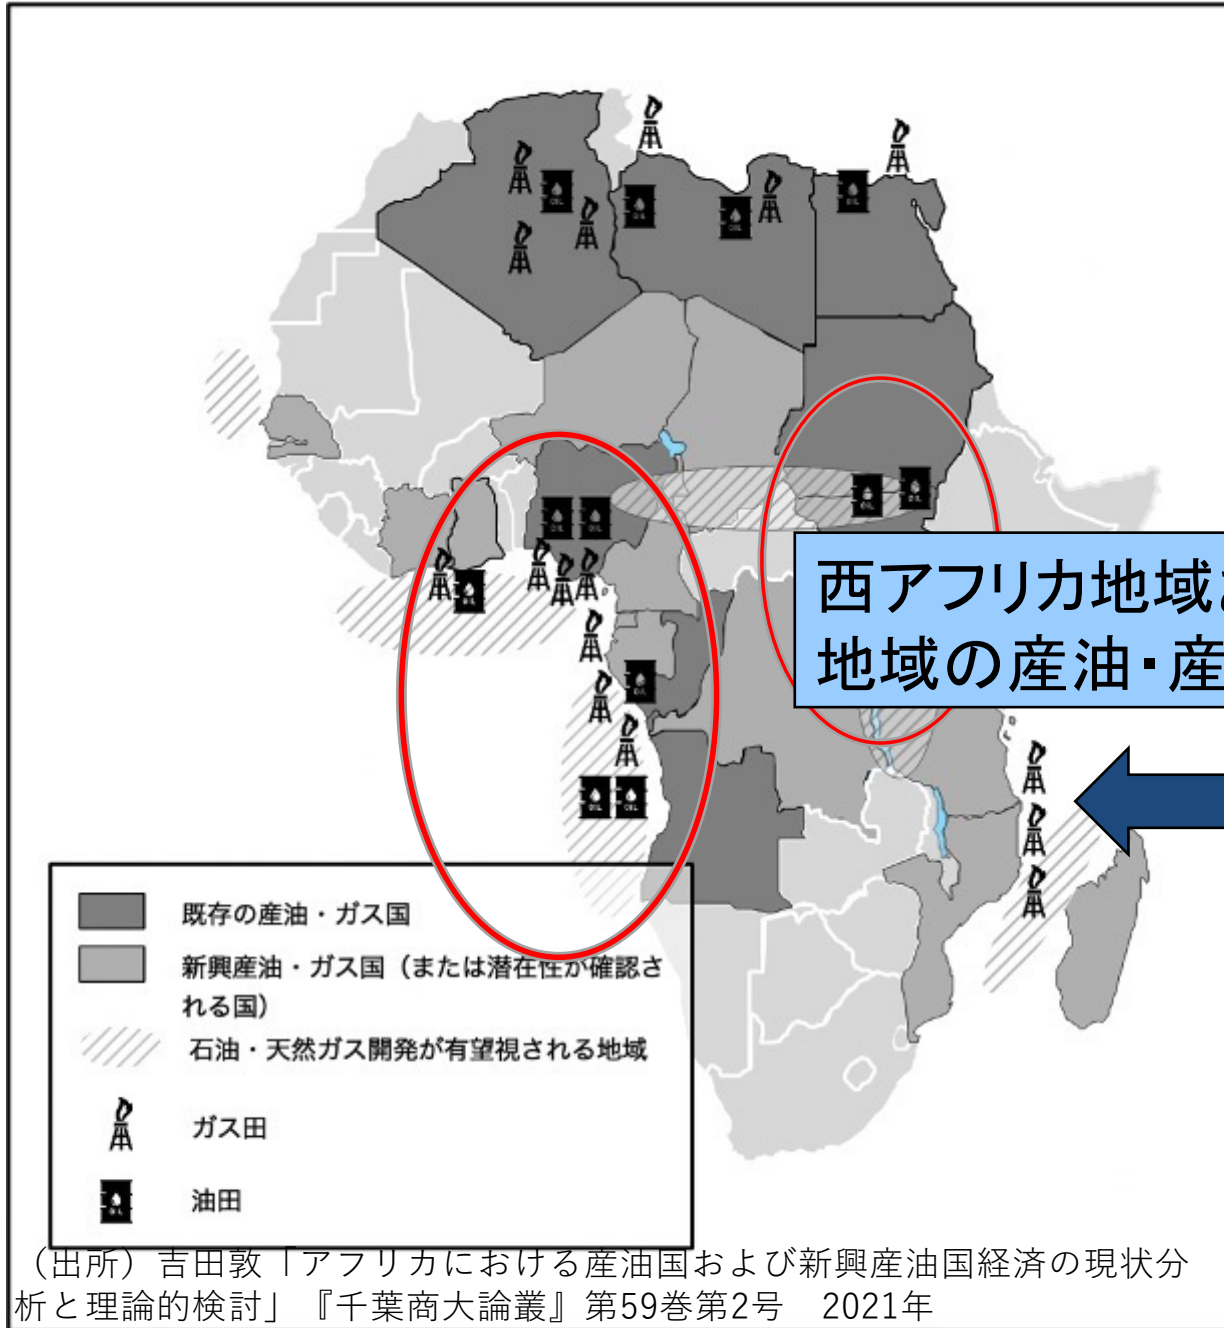 西アフリカ地域
地域の産油・産
既存の産油・ガス国
新興産油・ガス国（または潜在性が確認さ
れる国）
石油・天然ガス開発が有望視される地域
ガス田
油田
（出所）吉田敦「アフリカにおける産油国および新興産油国経済の現状分
析と理論的検討」『千葉商大論叢』第59巻第2号　2021年